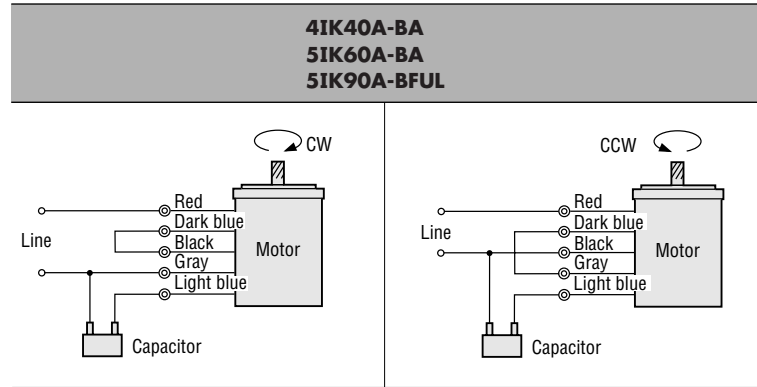 4IK40A-BA
5IK60A-BA
5IK90A-BFUL
CW
Red
Dark blue
Line
Black
Motor
Gray
Light blue
Capacitor
CCW
Red
Dark blue
Line
Black
Motor
Gray
Light blue
Capacitor